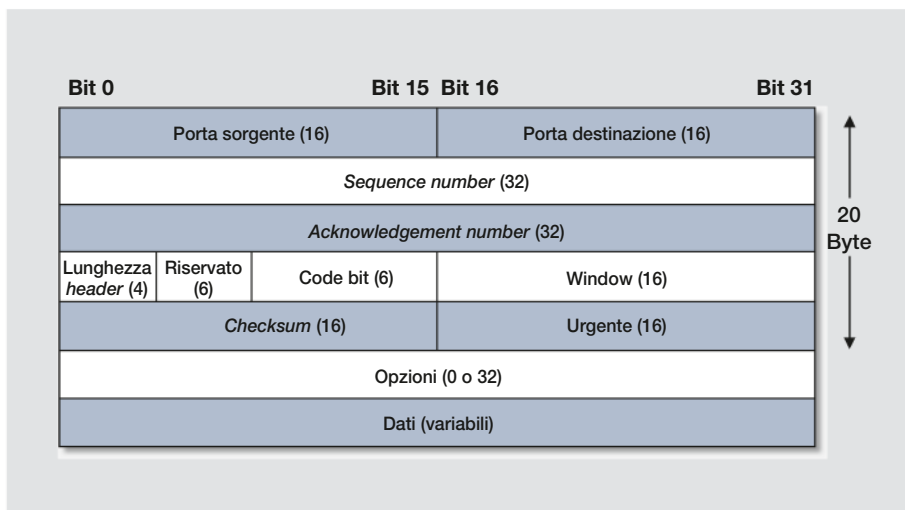 Bit 0 Bit 15 Bit 16 Bit 31
Porta sorgente (16) Porta destinazione (16)
Sequence number (32)
Acknowledgement number (32)
20
Byte
Lunghezza
header (4)
Riservato
(6)
Code bit (6)
Window (16)
Checksum (16) Urgente (16)
Opzioni (0 o 32)
Dati (variabili)